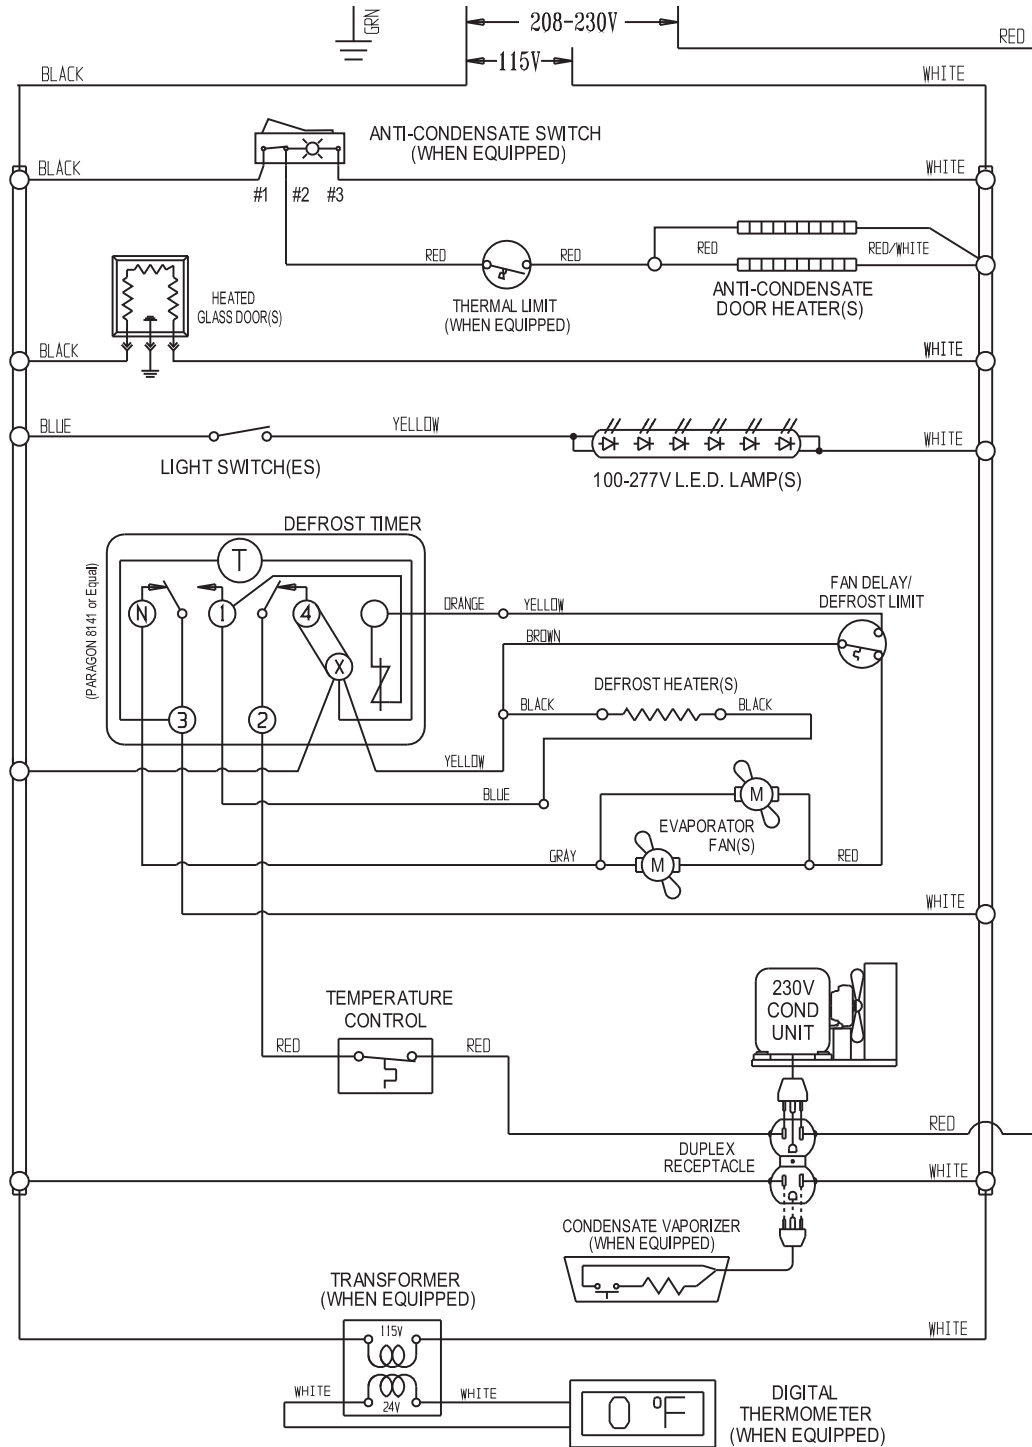 GRN
208-230V
RED
115V
BLACK
WHITE
ANTI-CONDENSATE SWITCH
(WHEN EQUIPPED)
BLACK
WHITE
#1
#2
#3
RED
RED
RED
RED/WHITE
HEATED
GLASS DOOR(S)
THERMAL LIMIT
(WHEN EQUIPPED)
ANTI-CONDENSATE
DOOR HEATER(S)
BLACK
WHITE
BLUE
YELLOW
WHITE
LIGHT SWITCH(ES)
100-277V L.E.D. LAMP(S)
DEFROST TIMER
(PARAGON 8141 or Equal)
T
N
1
4
X
3
2
ORANGE
YELLOW
FAN DELAY/
DEFROST LIMIT
BROWN
DEFROST HEATER(S)
BLACK
BLACK
YELLOW
BLUE
M
EVAPORATOR
FAN(S)
GRAY
M
RED
WHITE
TEMPERATURE
CONTROL
230V
COND
UNIT
RED
RED
RED
DUPLEX
RECEPTACLE
WHITE
CONDENSATE VAPORIZER
(WHEN EQUIPPED)
TRANSFORMER
(WHEN EQUIPPED)
115V
WHITE
WHITE
24V
WHITE
0 °F
DIGITAL
THERMOMETER
(WHEN EQUIPPED)